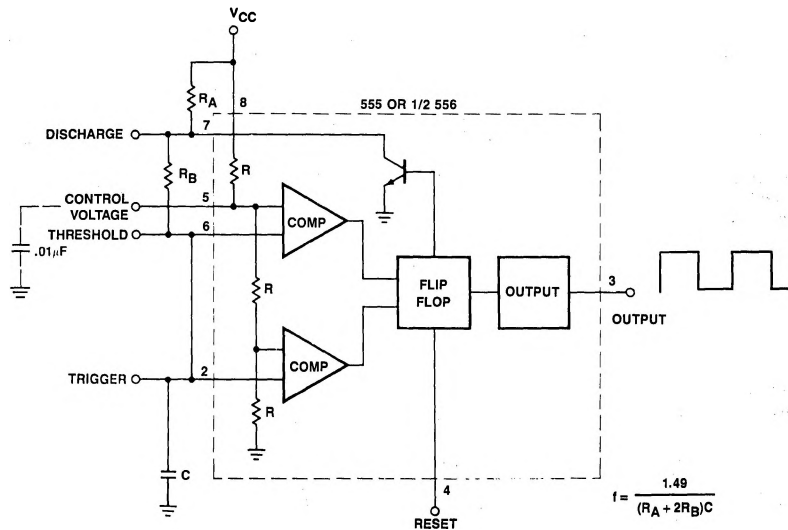 VCC
RA
8
555 OR 1/2 556
DISCHARGE
7
RB
R
CONTROL
VOLTAGE
5
COMP
THRESHOLD
6
.01μF
R
FLIP
FLOP
OUTPUT
3
OUTPUT
COMP
TRIGGER
2
R
C
4
RESET
f = 1.49
(RA + 2RB)C